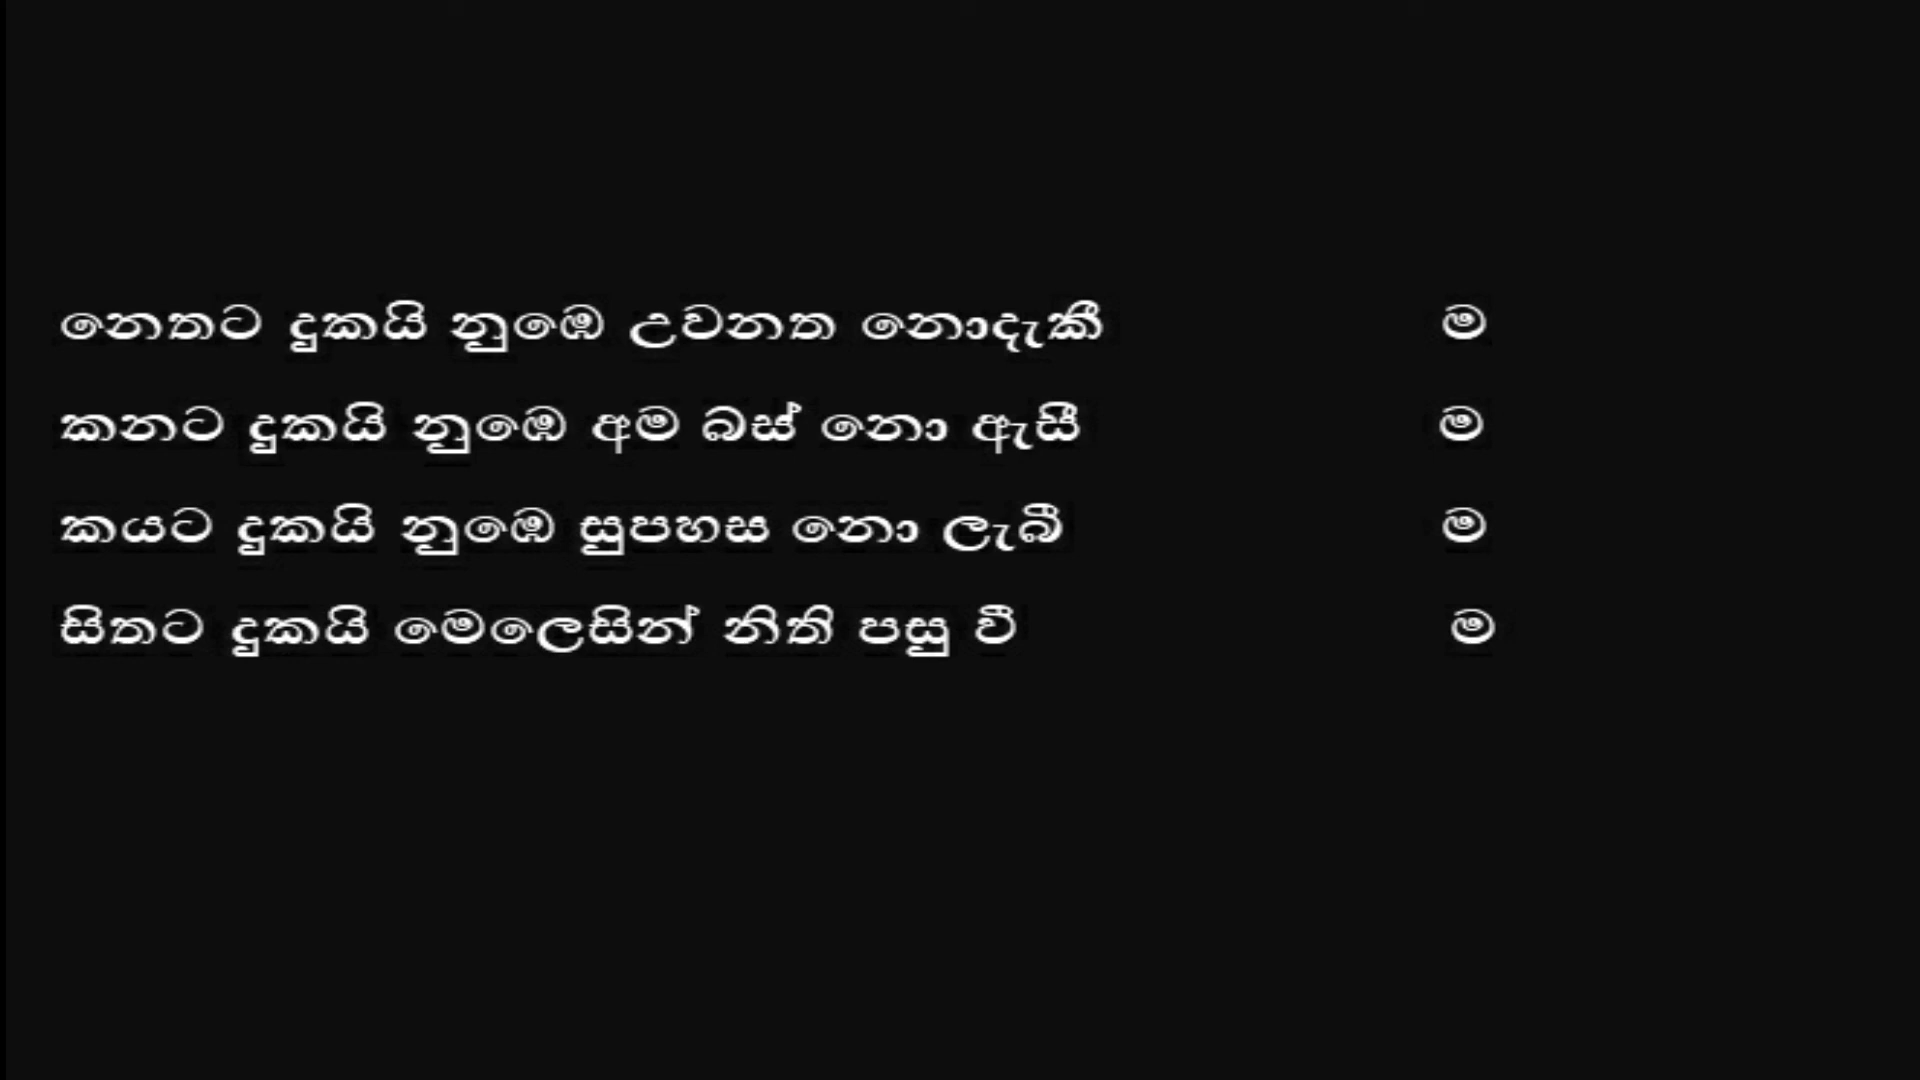 නෙතට දුකයි නුඹෙ උවනත නොදැකී ම
කනට දුකයි නුඹෙ අම බස් නො ඇසී ම
කයට දුකයි නුඹෙ සුපහස නො ලැබී ම
සිතට දුකයි මෙලෙසින් නිති පසු වී ම